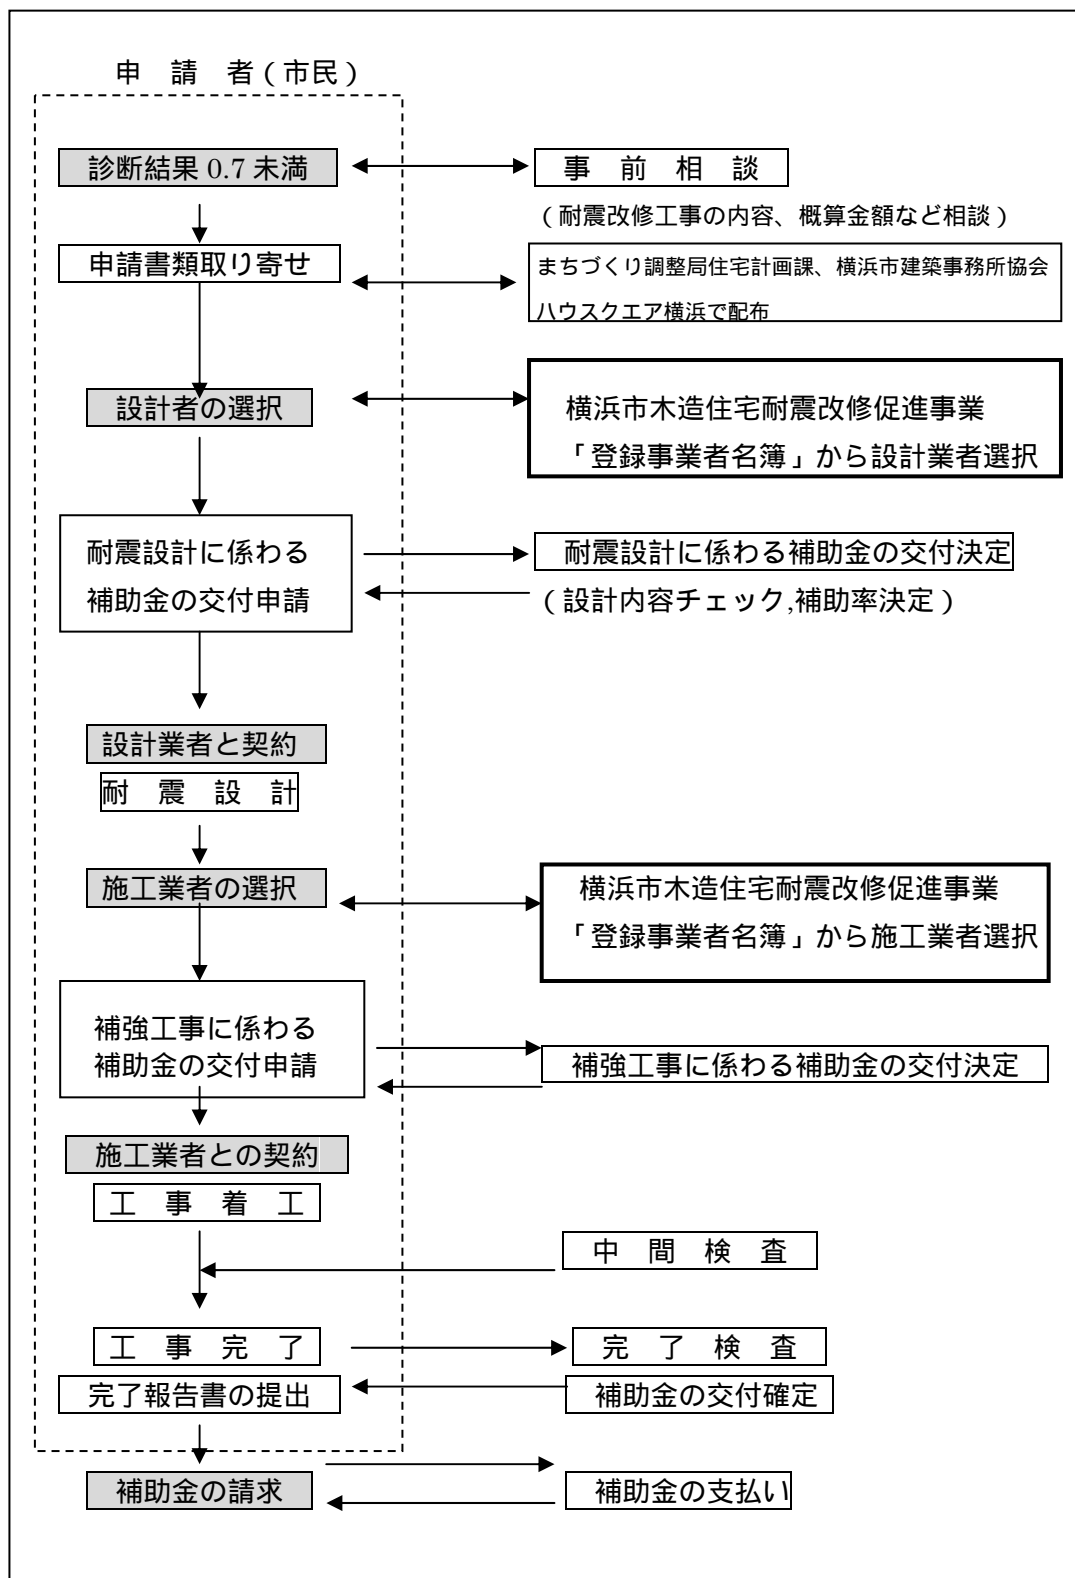 申 請 者（市民）
診断結果 0.7 未満
事 前 相 談
（耐震改修工事の内容、概算金額など相談）
申請書類取り寄せ
まちづくり調整局住宅計画課、横浜市建築事務所協会
ハウスクエア横浜で配布
設計者の選択
横浜市木造住宅耐震改修促進事業
「登録事業者名簿」から設計業者選択
耐震設計に係わる
補助金の交付申請
耐震設計に係わる補助金の交付決定
（設計内容チェック,補助率決定）
設計業者と契約
耐 震 設 計
施工業者の選択
横浜市木造住宅耐震改修促進事業
「登録事業者名簿」から施工業者選択
補強工事に係わる
補助金の交付申請
補強工事に係わる補助金の交付決定
施工業者との契約
工 事 着 工
中 間 検 査
工 事 完 了
完 了 検 査
完了報告書の提出
補助金の交付確定
補助金の請求
補助金の支払い